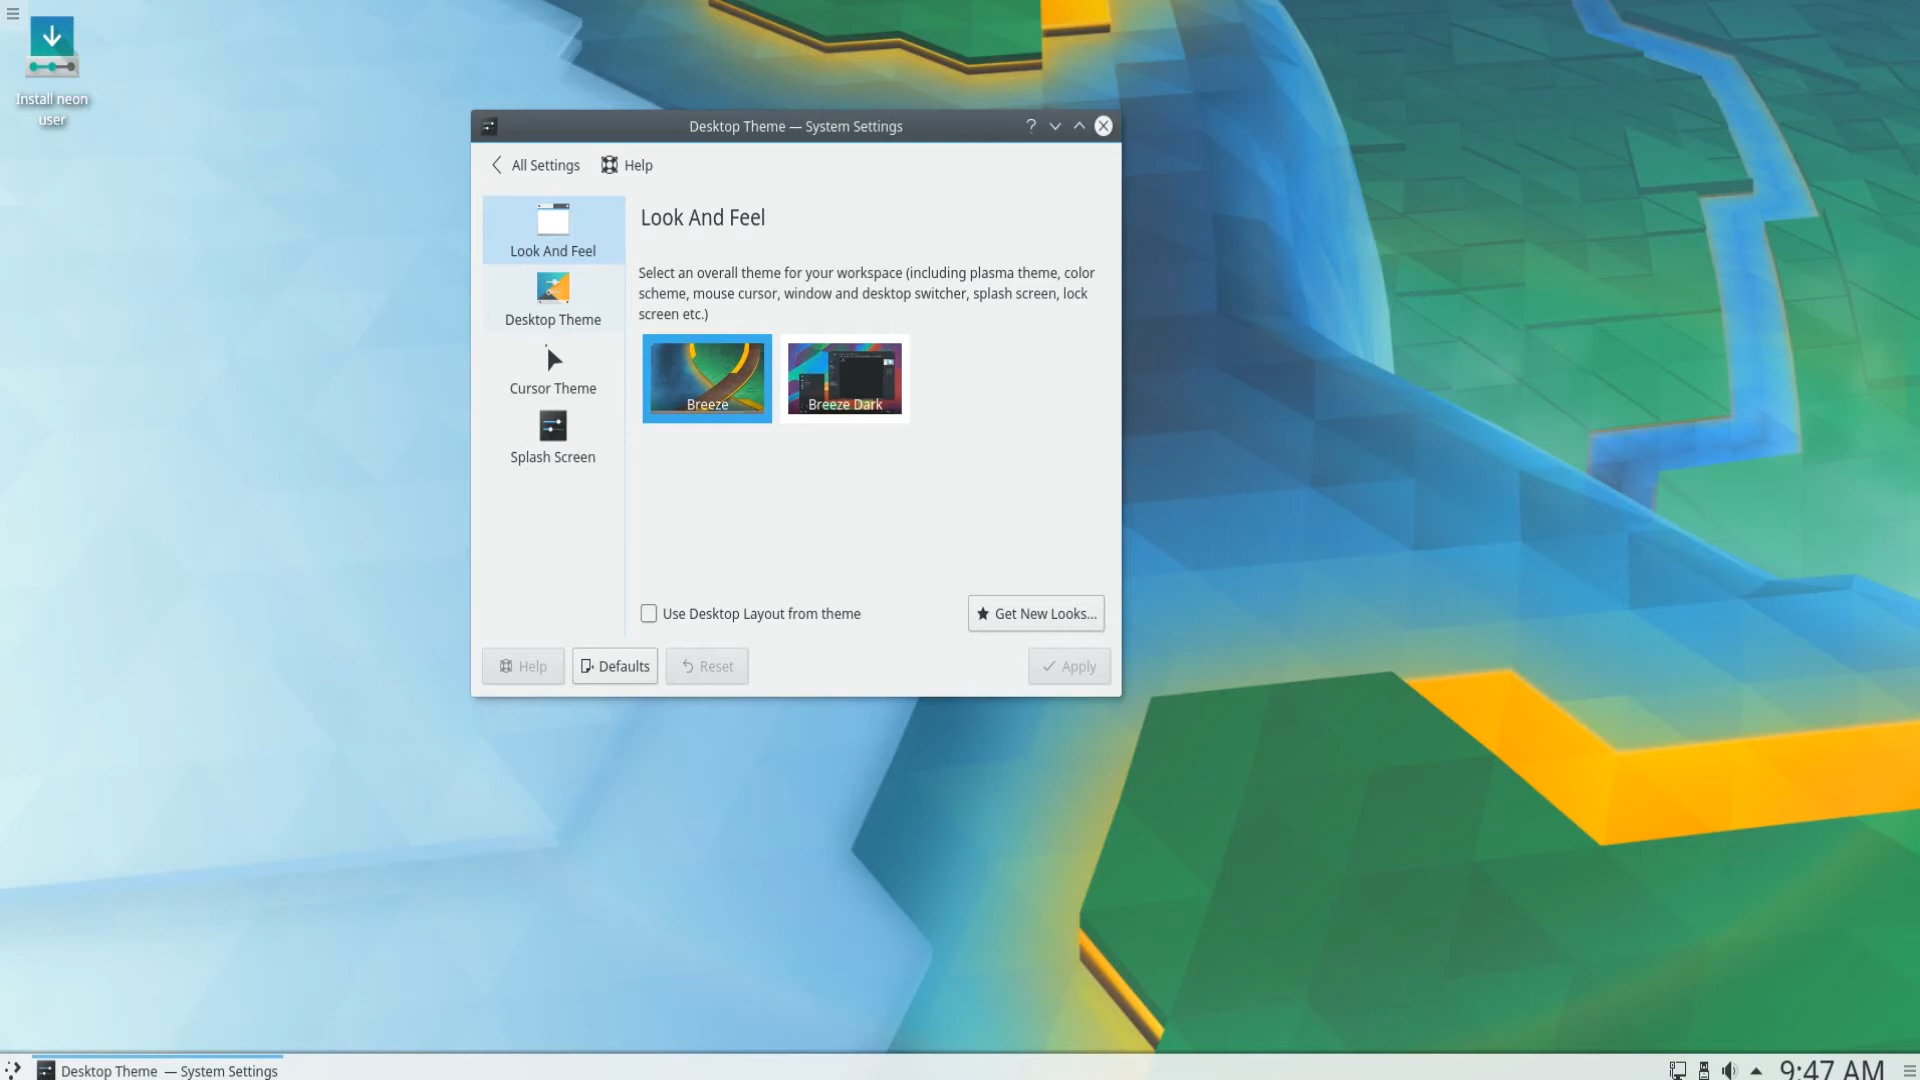 Install neon
user
Desktop Theme — System Settings
?
All Settings
Help
Look And Feel
Desktop Theme
Cursor Theme
Splash Screen
Look And Feel
Select an overall theme for your workspace (including plasma theme, color
scheme, mouse cursor, window and desktop switcher, splash screen, lock
screen etc.)
Breeze
Breeze Dark
Use Desktop Layout from theme
Get New Looks...
Help
Defaults
Reset
Apply
Desktop Theme — System Settings
9:47 AM